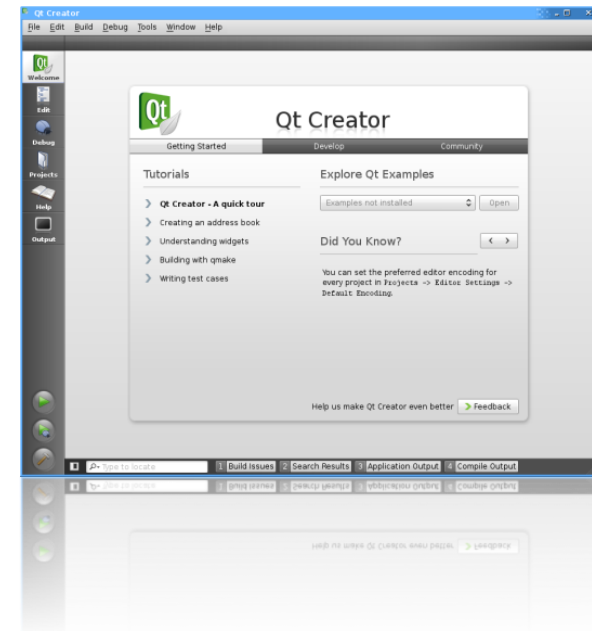 Qt Creator
File Edit Build Debug Tools Window Help
Qt
Welcome
Edit
Debug
Projects
Help
Output
Qt
Qt Creator
Getting Started Develop Community
Tutorials
Qt Creator - A quick tour
Creating an address book
Understanding widgets
Building with qmake
Writing test cases
Explore Qt Examples
Examples not installed Open
Did You Know?
You can set the preferred editor encoding for
every project in Projects -> Editor Settings ->
Default Encoding.
Help us make Qt Creator even better Feedback
Type to locate 1 Build Issues 2 Search Results 3 Application Output 4 Compile Output